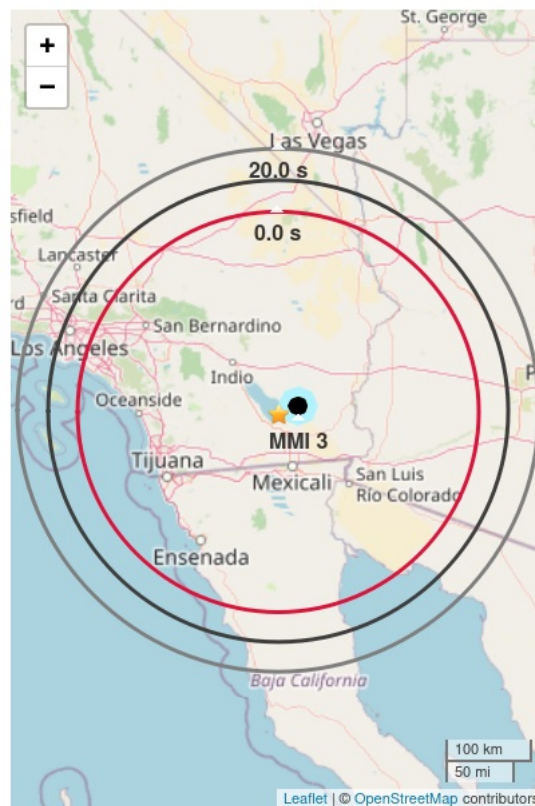 St. George
+
−
Las Vegas
20.0 s
sfield
0.0 s
Lancaster
Santa Clarita
rd
San Bernardino
Los Angeles
Indio
P
Oceanside
MMI 3
Tijuana
Mexicali
San Luis
Río Colorado
Ensenada
Baja California
100 km
50 mi
Leaflet | © OpenStreetMap contributors